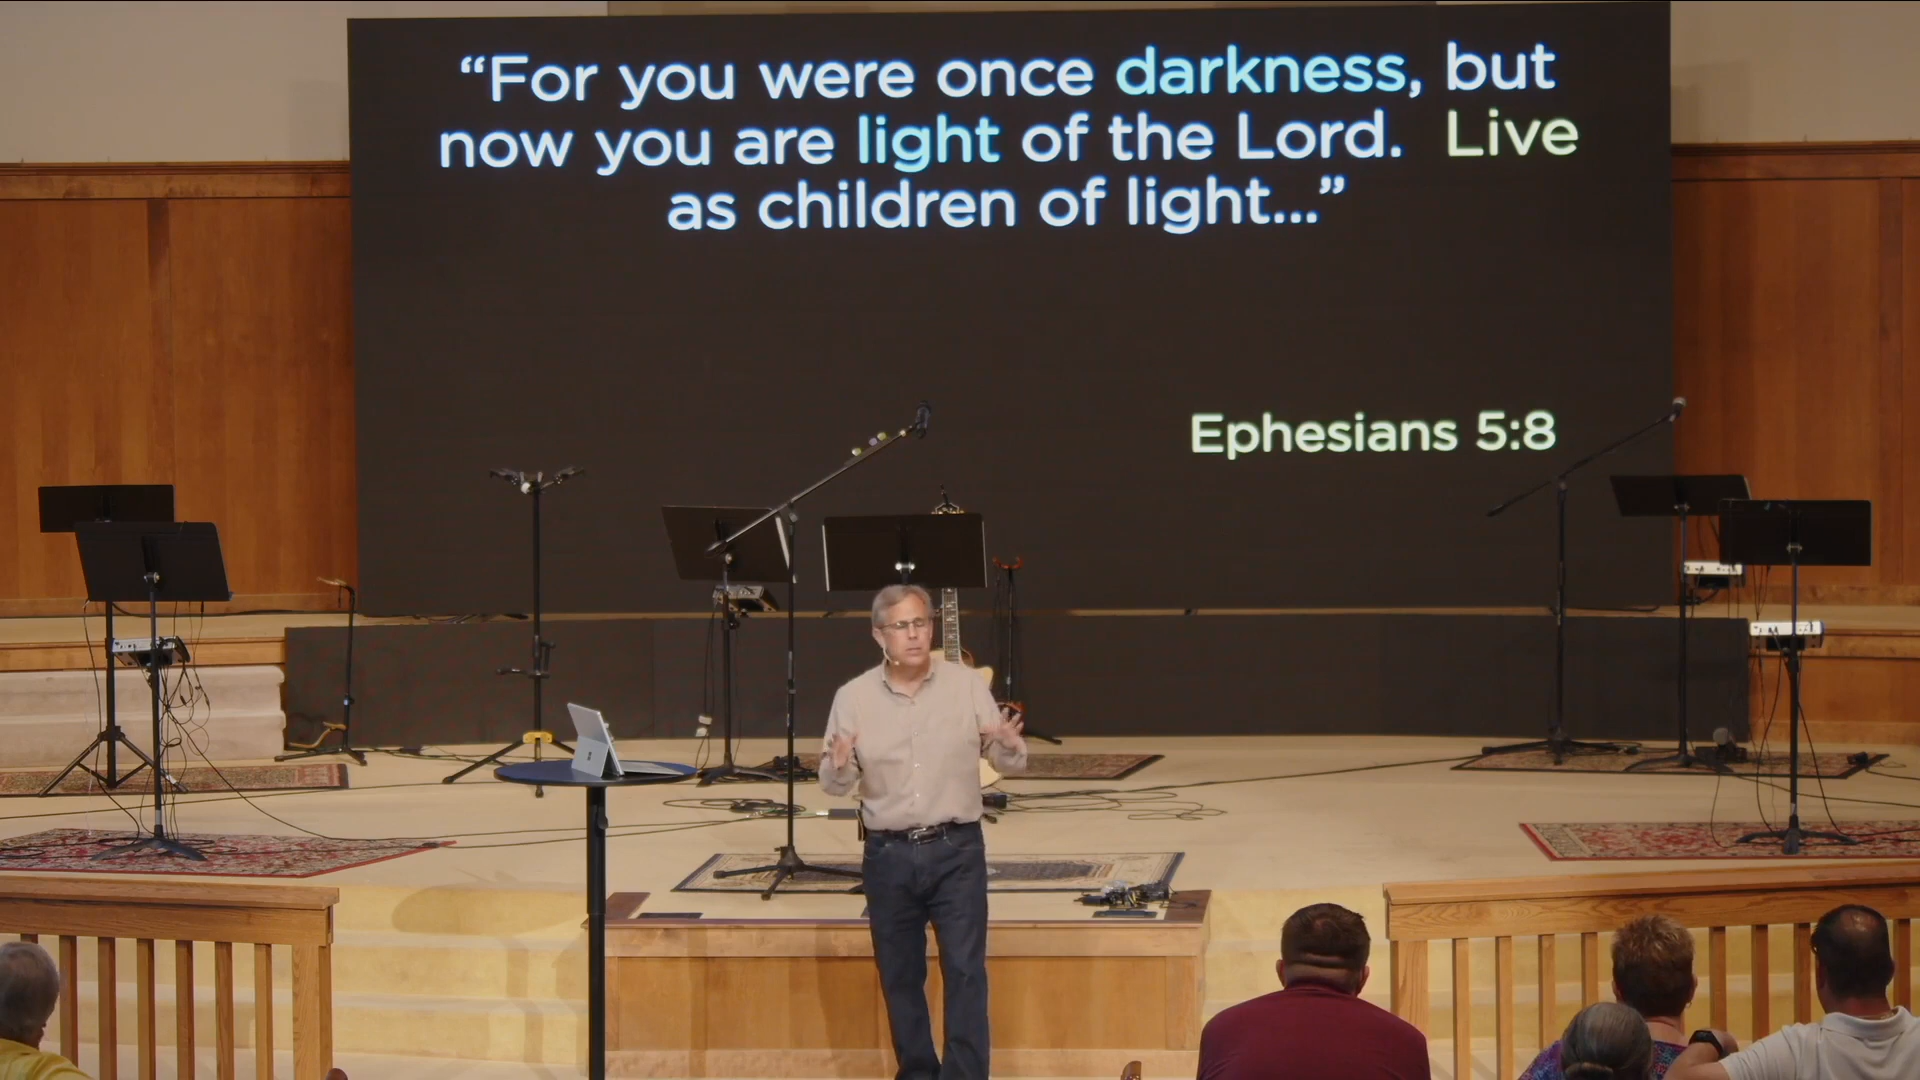 “For you were once darkness, but
now you are light of the Lord.  Live
as children of light...”
Ephesians 5:8